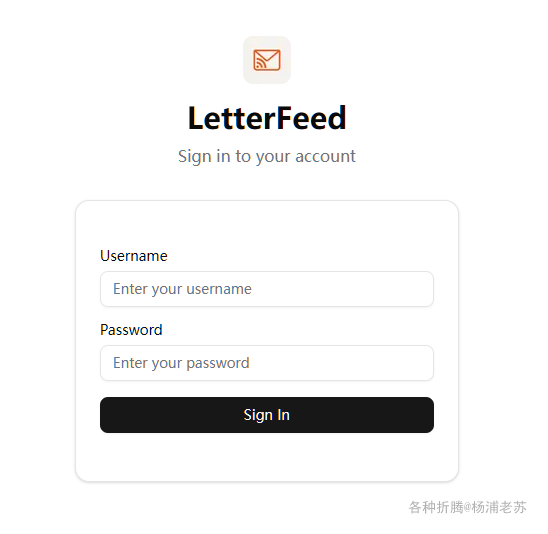 LetterFeed
Sign in to your account
Username
Enter your username
Password
Enter your password
Sign In
各种折腾@杨浦老苏